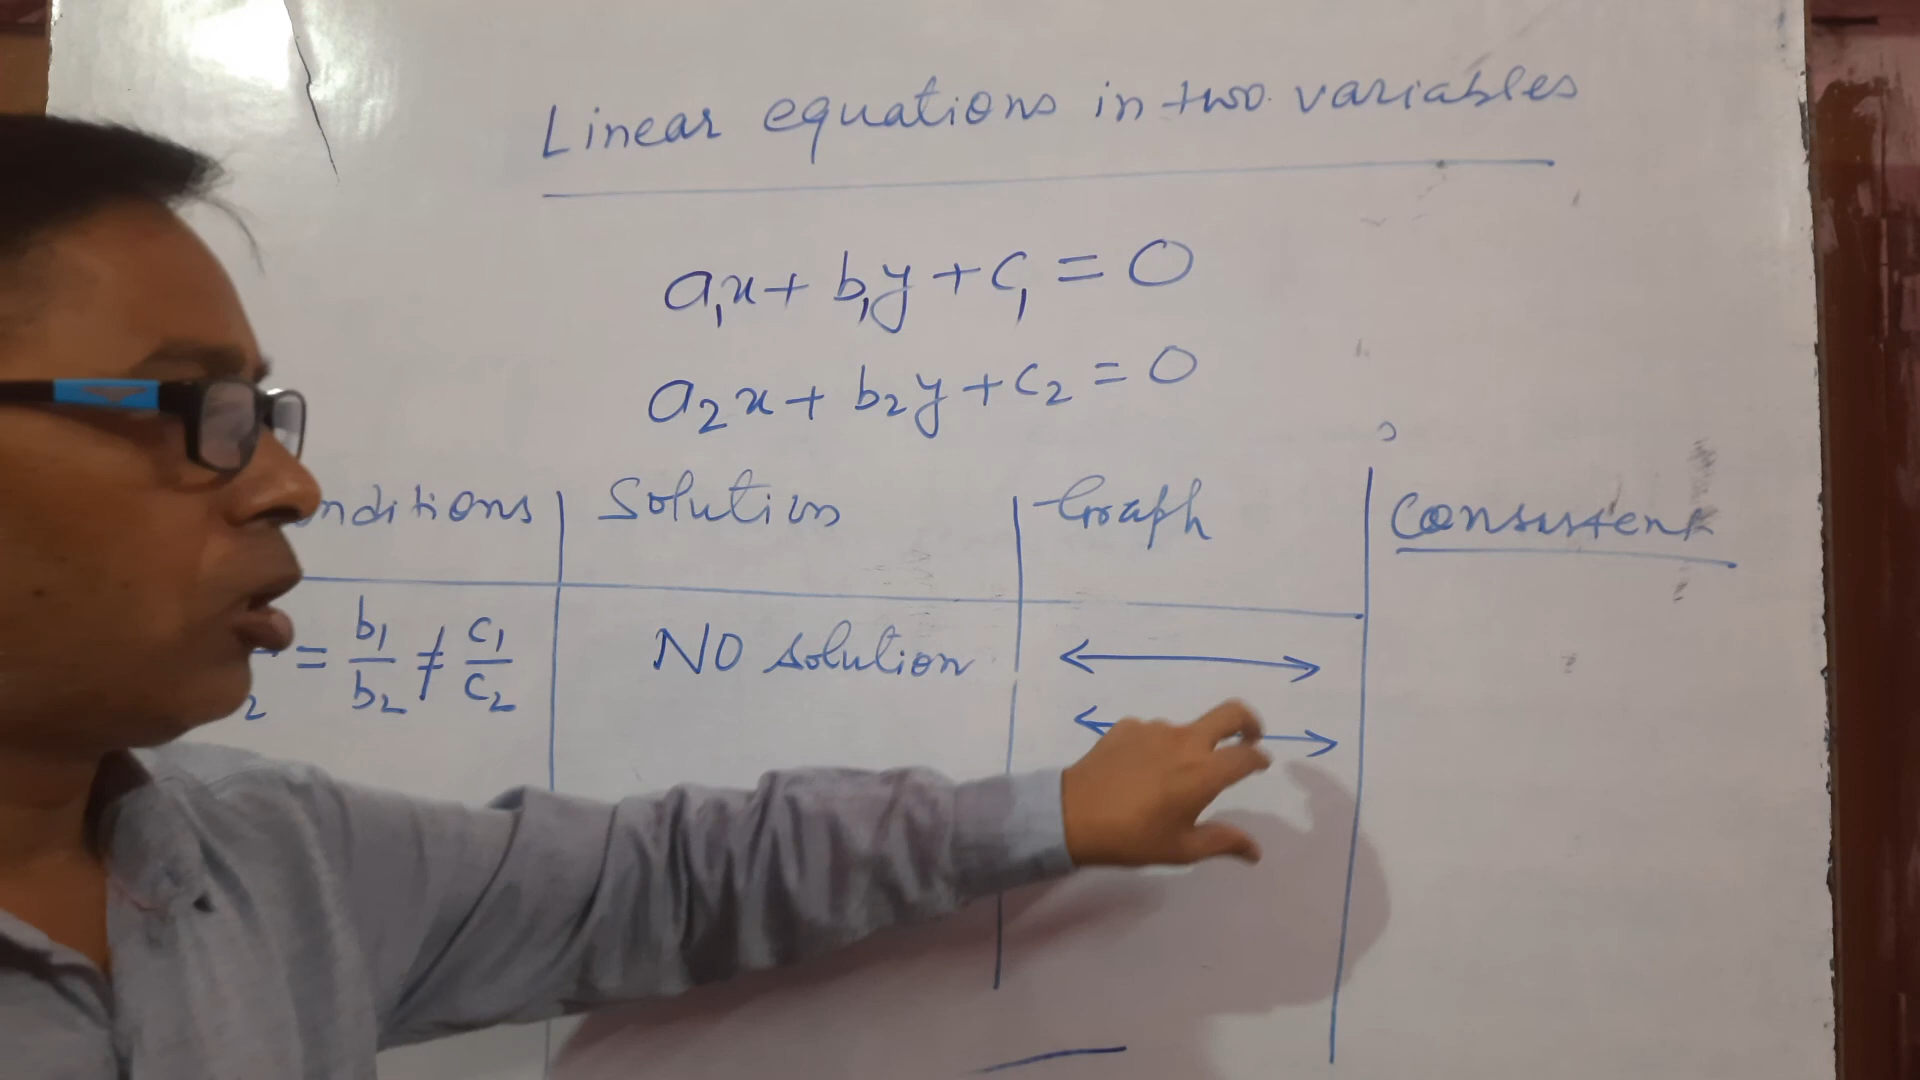 Linear equations in two variables
a₁x + b₁y + c₁ = 0
a₂x + b₂y + c₂ = 0
nditions Solution Graph Consistent
₂ = b₁/b₂ ≠ c₁/c₂ NO solution